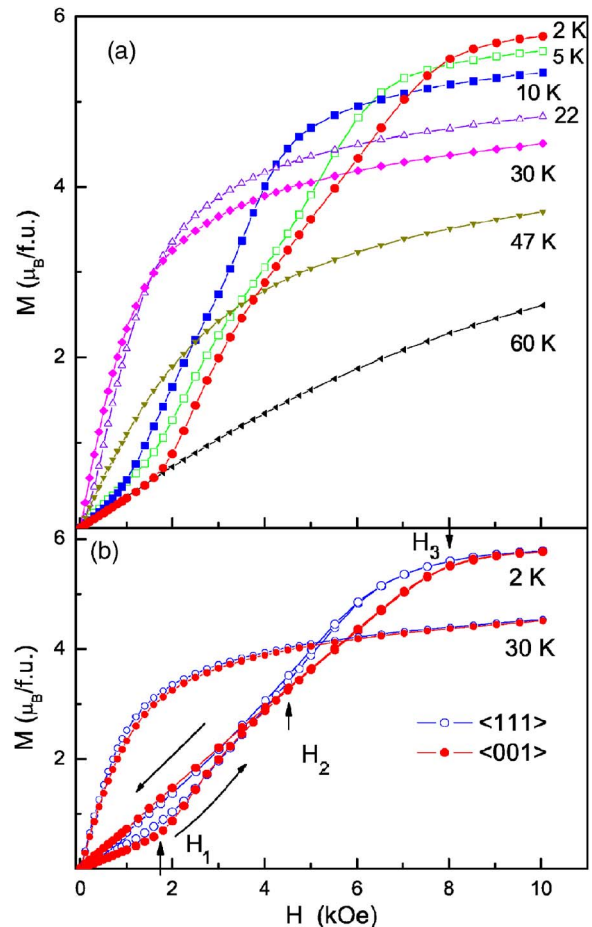 (a)
6
4
2
M (μB/f.u.)
2 K
5 K
10 K
22
30 K
47 K
60 K
(b)
6
4
2
M (μB/f.u.)
H3
2 K
30 K
<111>
<001>
H2
H1
0 2 4 6 8 10
H (kOe)